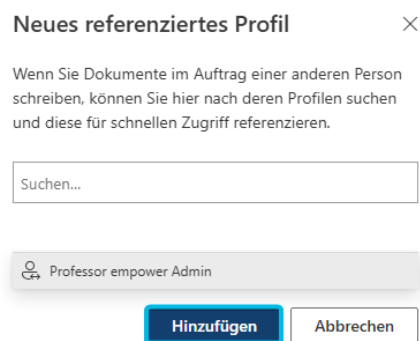 Neues referenziertes Profil
Wenn Sie Dokumente im Auftrag einer anderen Person
schreiben, können Sie hier nach deren Profilen suchen
und diese für schnellen Zugriff referenzieren.
Suchen...
Professor empower Admin
Hinzufügen
Abbrechen